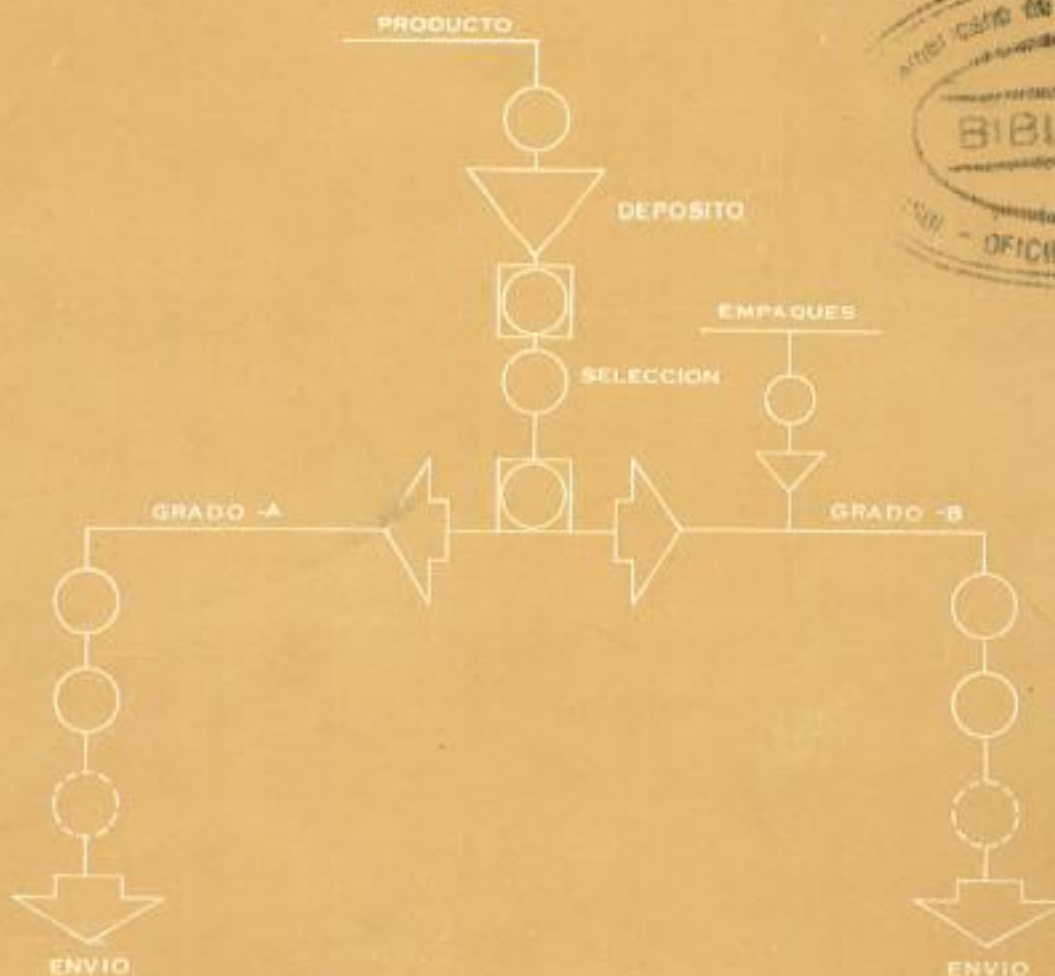 PRODUCTO
DEPOSITO
EMPAQUES
SELECCION
GRADO -A
GRADO -B
ENVIO
ENVIO